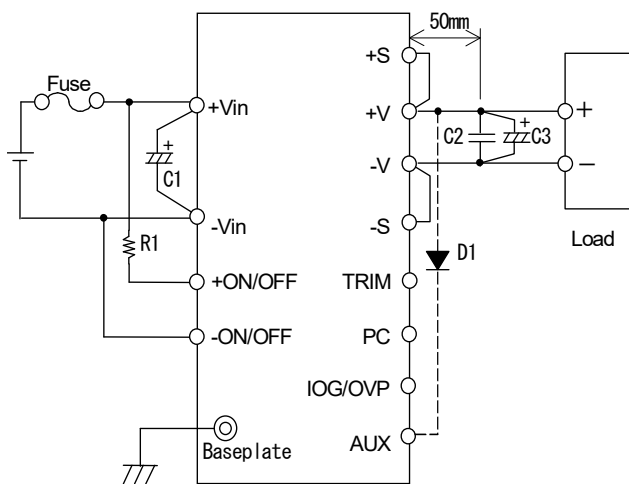 50mm
+S
Fuse
+Vin
+V
+
C2
+
C3
+
C1
-V
−
-Vin
-S
Load
R1
D1
+ON/OFF
TRIM
-ON/OFF
PC
IOG/OVP
Baseplate
AUX